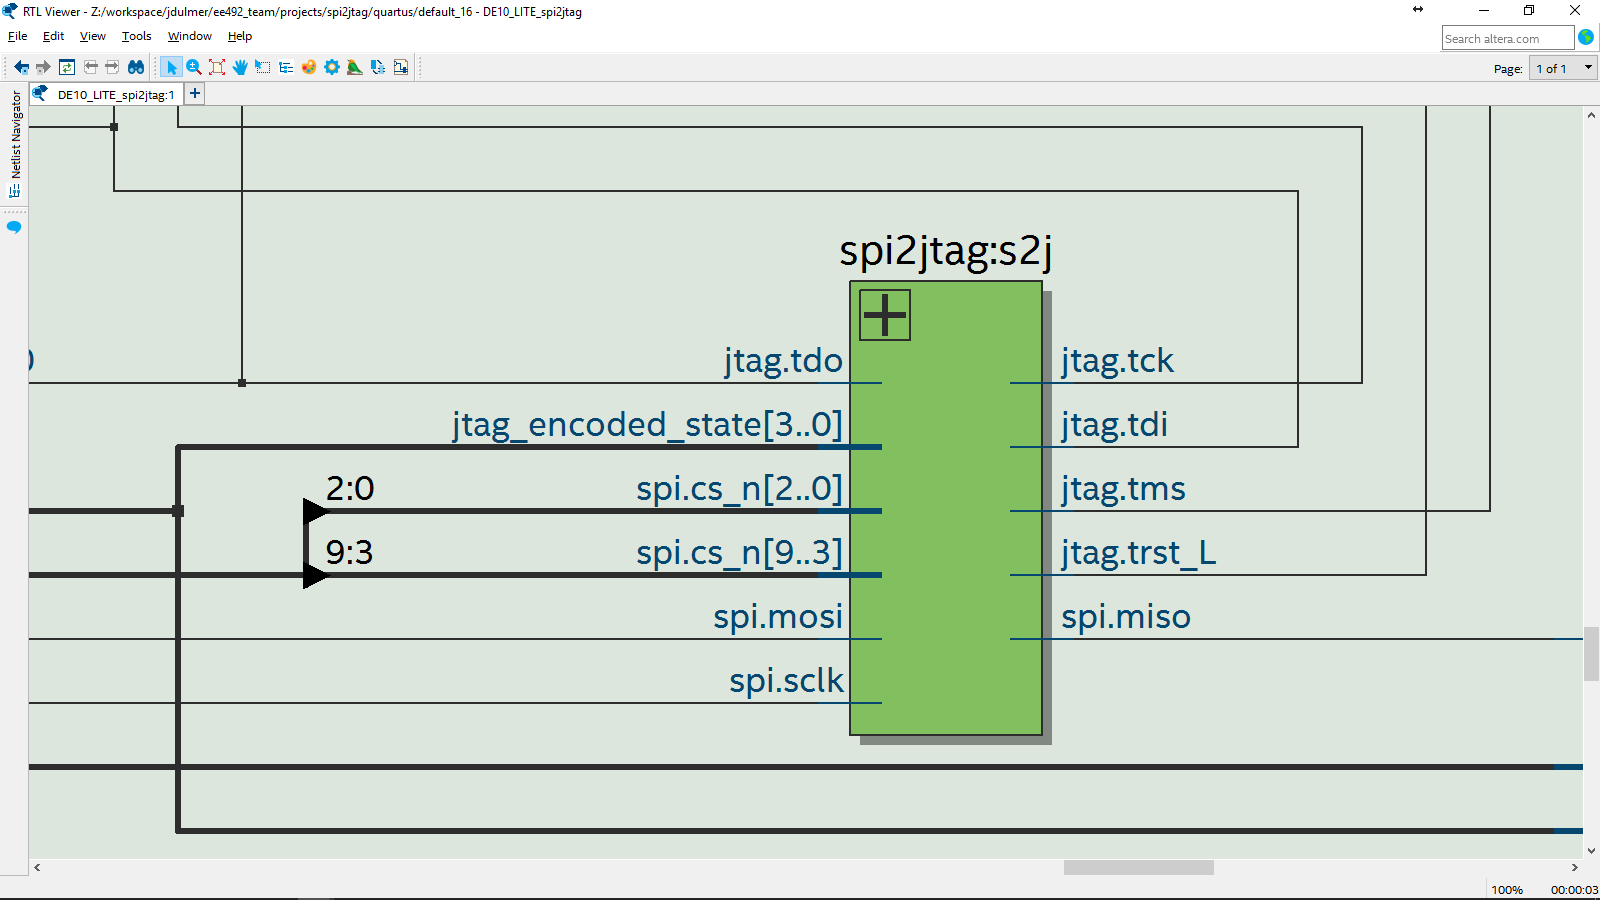 RTL Viewer - Z:/workspace/jdulmer/ee492_team/projects/spi2jtag/quartus/default_16 - DE10_LITE_spi2jtag
File Edit View Tools Window Help
Search altera.com
Page: 1 of 1
DE10_LITE_spi2jtag:1
Netlist Navigator
spi2jtag:s2j
jtag.tdo jtag.tck
jtag_encoded_state[3..0] jtag.tdi
2:0 spi.cs_n[2..0] jtag.tms
9:3 spi.cs_n[9..3] jtag.trst_L
spi.mosi spi.miso
spi.sclk
100% 00:00:03